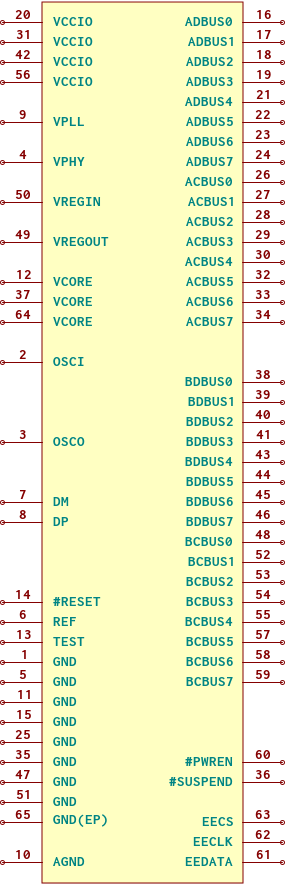 20 VCCIO ADBUS0 16
31 VCCIO ADBUS1 17
42 VCCIO ADBUS2 18
56 VCCIO ADBUS3 19
ADBUS4 21
9 VPLL ADBUS5 22
ADBUS6 23
4 VPHY ADBUS7 24
ACBUS0 26
50 VREGIN ACBUS1 27
ACBUS2 28
49 VREGOUT ACBUS3 29
ACBUS4 30
12 VCORE ACBUS5 32
37 VCORE ACBUS6 33
64 VCORE ACBUS7 34
2 OSCI
BDBUS0 38
BDBUS1 39
BDBUS2 40
3 OSCO BDBUS3 41
BDBUS4 43
BDBUS5 44
7 DM BDBUS6 45
8 DP BDBUS7 46
BCBUS0 48
BCBUS1 52
BCBUS2 53
14 #RESET BCBUS3 54
6 REF BCBUS4 55
13 TEST BCBUS5 57
1 GND BCBUS6 58
5 GND BCBUS7 59
11 GND
15 GND
25 GND
35 GND #PWREN 60
47 GND #SUSPEND 36
51 GND
65 GND(EP) EECS 63
EECLK 62
10 AGND EEDATA 61